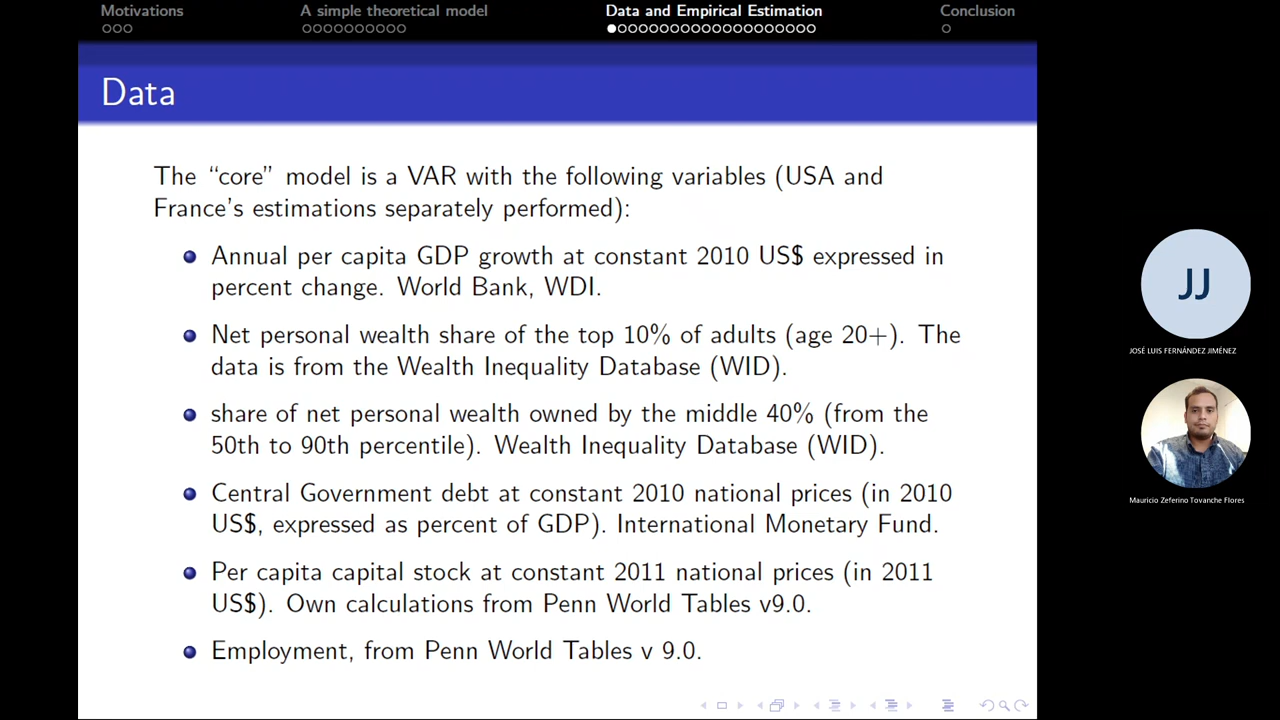 Motivations
A simple theoretical model
Data and Empirical Estimation
Conclusion
Data
The “core” model is a VAR with the following variables (USA and
France’s estimations separately performed):
Annual per capita GDP growth at constant 2010 US$ expressed in
percent change. World Bank, WDI.
Net personal wealth share of the top 10% of adults (age 20+). The
data is from the Wealth Inequality Database (WID).
share of net personal wealth owned by the middle 40% (from the
50th to 90th percentile). Wealth Inequality Database (WID).
Central Government debt at constant 2010 national prices (in 2010
US$, expressed as percent of GDP). International Monetary Fund.
Per capita capital stock at constant 2011 national prices (in 2011
US$). Own calculations from Penn World Tables v9.0.
Employment, from Penn World Tables v 9.0.
JJ
JOSÉ LUIS FERNÁNDEZ JIMÉNEZ
Mauricio Zeferino Tovanche Flores